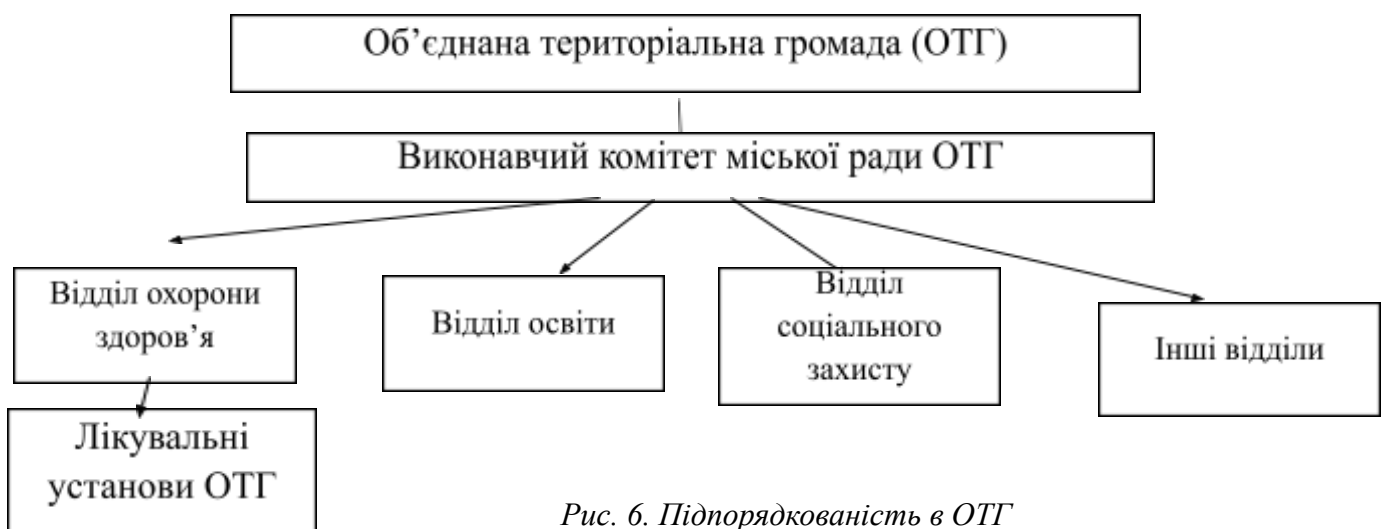 Об’єднана територіальна громада (ОТГ)
Виконавчий комітет міської ради ОТГ
Відділ охорони
здоров’я
Відділ освіти
Відділ
соціального
захисту
Інші відділи
Лікувальні
установи ОТГ
Рис. 6. Підпорядкованість в ОТГ